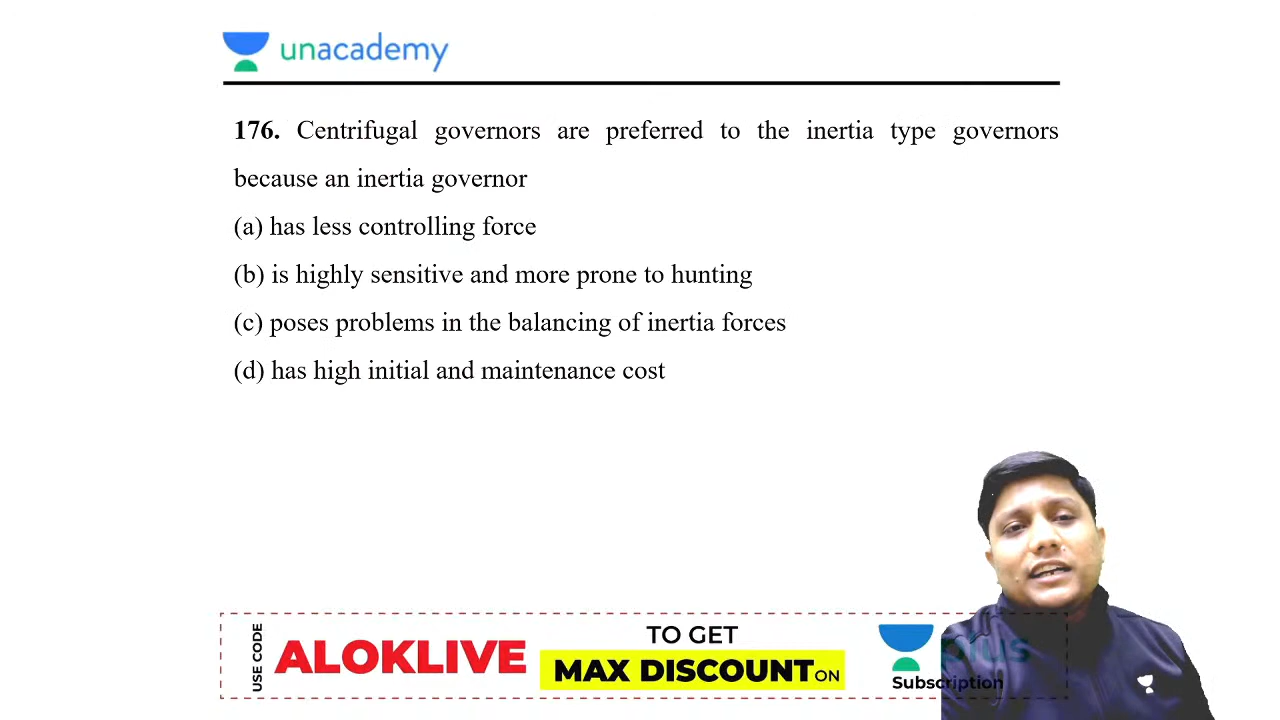 unacademy
176. Centrifugal governors are preferred to the inertia type governors
because an inertia governor
(a) has less controlling force
(b) is highly sensitive and more prone to hunting
(c) poses problems in the balancing of inertia forces
(d) has high initial and maintenance cost
USE CODE
ALOKLIVE
TO GET
MAX DISCOUNT ON
plus
Subscription